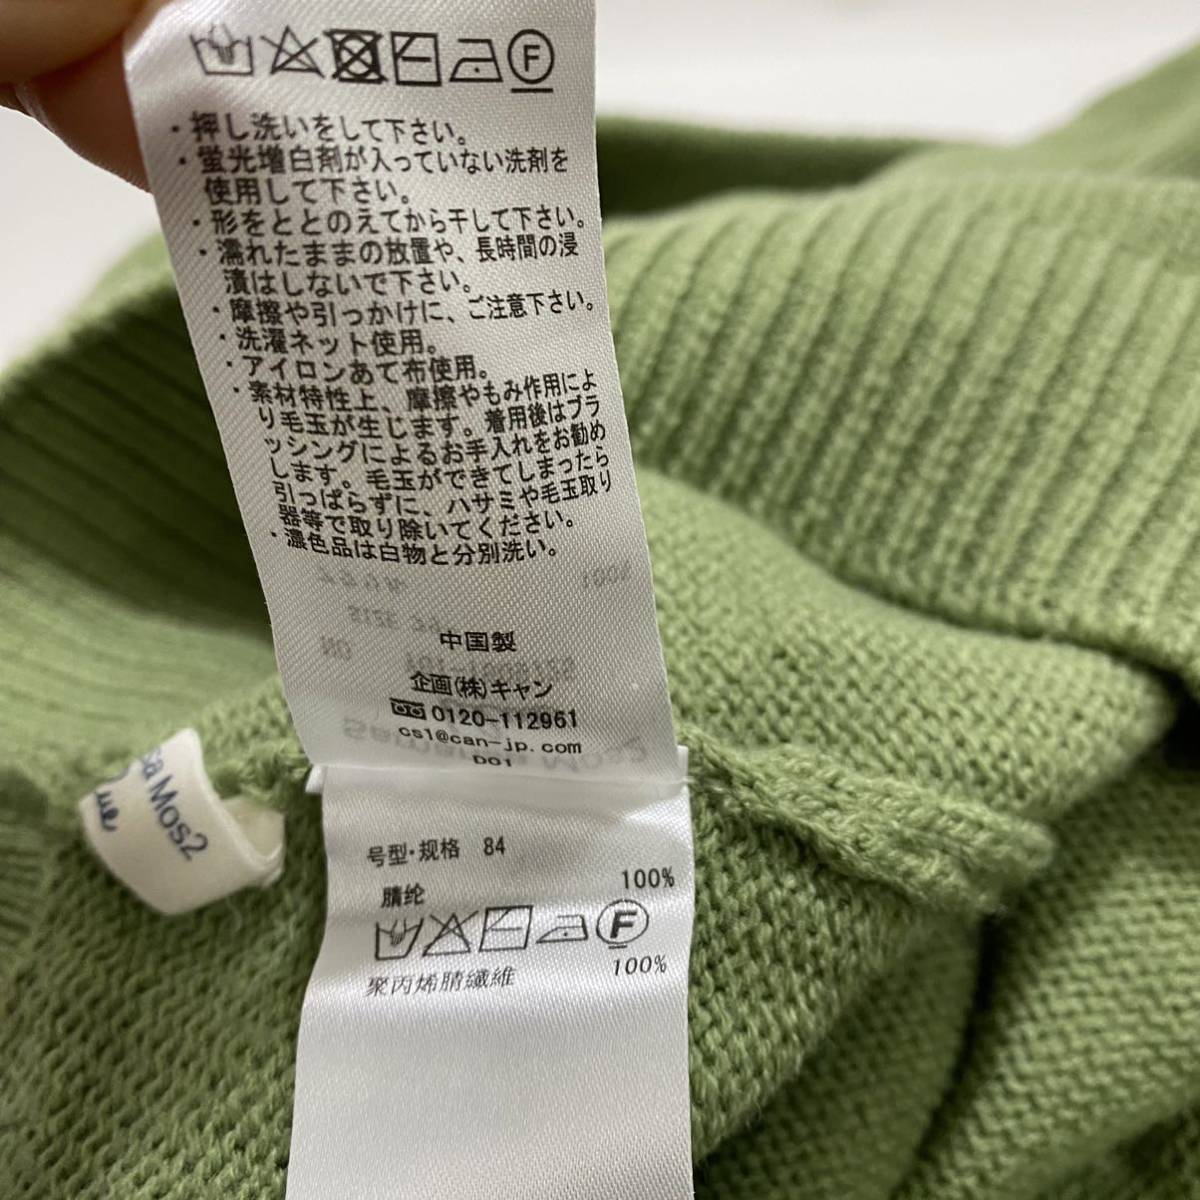 ・押し洗いをして下さい。
・蛍光増白剤が入っていない洗剤を
使用して下さい。
・形をととのえてから干して下さい。
・濡れたままの放置や、長時間の浸
漬はしないで下さい。
・摩擦や引っかけに、ご注意下さい。
・洗濯ネット使用。
・アイロンあて布使用。
・素材特性上、摩擦やもみ作用によ
り毛玉が生じます。着用後はブラ
ッシングによるお手入れをお勧め
します。毛玉ができてしまったら
引っぱらずに、ハサミや毛玉取り
器等で取り除いてください。
・濃色品は白物と分別洗い。
中国製
企画(株)キャン
0120-112961
cs1@can-jp.com
D01
sa Mos2
ue
号型·规格 84
腈纶 100%
F
聚丙烯腈纖維 100%